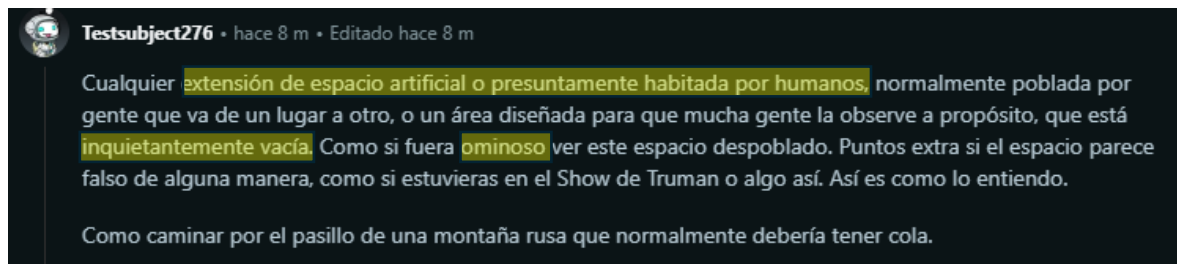 Testsubject276 • hace 8 m • Editado hace 8 m
Cualquier extensión de espacio artificial o presuntamente habitada por humanos, normalmente poblada por
gente que va de un lugar a otro, o un área diseñada para que mucha gente la observe a propósito, que está
inquietantemente vacía. Como si fuera ominoso ver este espacio despoblado. Puntos extra si el espacio parece
falso de alguna manera, como si estuvieras en el Show de Truman o algo así. Así es como lo entiendo.
Como caminar por el pasillo de una montaña rusa que normalmente debería tener cola.